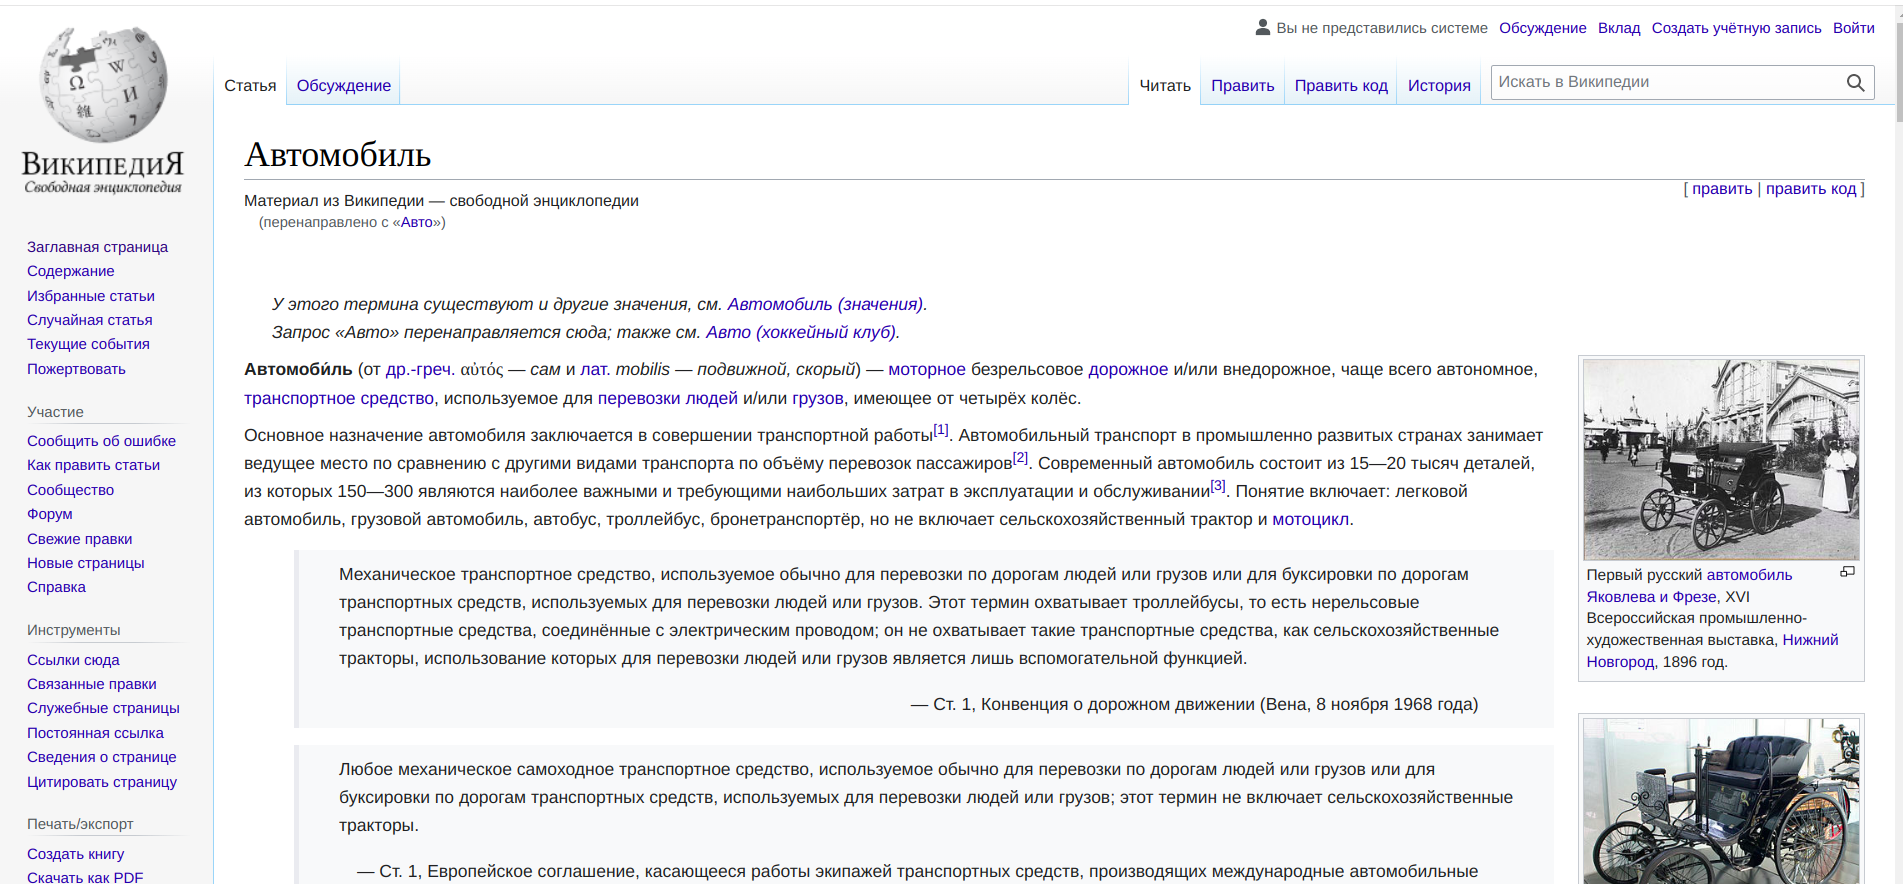 Вы не представились системе Обсуждение Вклад Создать учётную запись Войти
Статья Обсуждение Читать Править Править код История Искать в Википедии
ВикипедиЯ
Свободная энциклопедия
Заглавная страница
Содержание
Избранные статьи
Случайная статья
Текущие события
Пожертвовать
Участие
Сообщить об ошибке
Как править статьи
Сообщество
Форум
Свежие правки
Новые страницы
Справка
Инструменты
Ссылки сюда
Связанные правки
Служебные страницы
Постоянная ссылка
Сведения о странице
Цитировать страницу
Печать/экспорт
Создать книгу
Скачать как PDF
Автомобиль
[ править | править код ]
Материал из Википедии — свободной энциклопедии
(перенаправлено с «Авто»)
У этого термина существуют и другие значения, см. Автомобиль (значения).
Запрос «Авто» перенаправляется сюда; также см. Авто (хоккейный клуб).
Автомоби́ль (от др.-греч. αὐτός — сам и лат. mobilis — подвижной, скорый) — моторное безрельсовое дорожное и/или внедорожное, чаще всего автономное,
транспортное средство, используемое для перевозки людей и/или грузов, имеющее от четырёх колёс.
Основное назначение автомобиля заключается в совершении транспортной работы[1]. Автомобильный транспорт в промышленно развитых странах занимает
ведущее место по сравнению с другими видами транспорта по объёму перевозок пассажиров[2]. Современный автомобиль состоит из 15—20 тысяч деталей,
из которых 150—300 являются наиболее важными и требующими наибольших затрат в эксплуатации и обслуживании[3]. Понятие включает: легковой
автомобиль, грузовой автомобиль, автобус, троллейбус, бронетранспортёр, но не включает сельскохозяйственный трактор и мотоцикл.
Механическое транспортное средство, используемое обычно для перевозки по дорогам людей или грузов или для буксировки по дорогам
транспортных средств, используемых для перевозки людей или грузов. Этот термин охватывает троллейбусы, то есть нерельсовые
транспортные средства, соединённые с электрическим проводом; он не охватывает такие транспортные средства, как сельскохозяйственные
тракторы, использование которых для перевозки людей или грузов является лишь вспомогательной функцией.
— Ст. 1, Конвенция о дорожном движении (Вена, 8 ноября 1968 года)
Любое механическое самоходное транспортное средство, используемое обычно для перевозки по дорогам людей или грузов или для
буксировки по дорогам транспортных средств, используемых для перевозки людей или грузов; этот термин не включает сельскохозяйственные
тракторы.
— Ст. 1, Европейское соглашение, касающееся работы экипажей транспортных средств, производящих международные автомобильные
Первый русский автомобиль
Яковлева и Фрезе, XVI
Всероссийская промышленно-
художественная выставка, Нижний
Новгород, 1896 год.